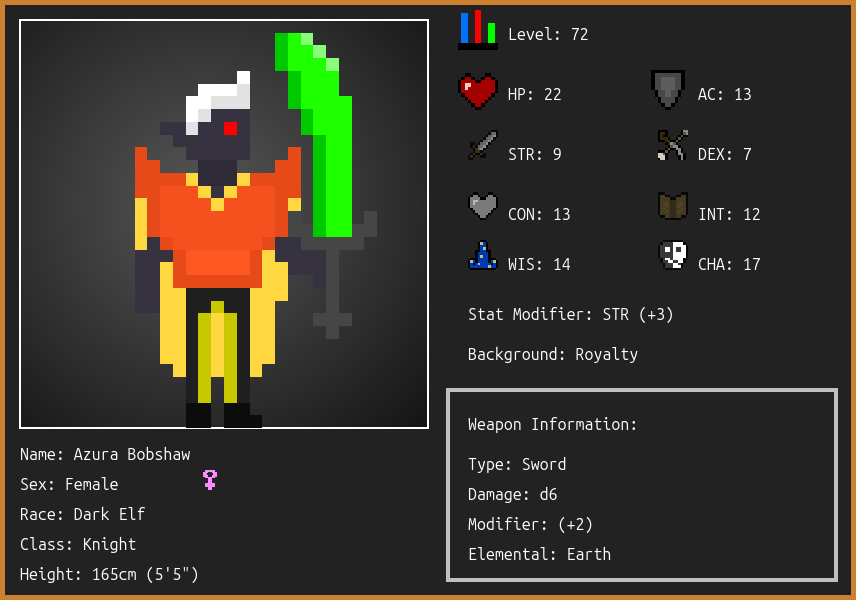 Level: 72
HP: 22
AC: 13
STR: 9
DEX: 7
CON: 13
INT: 12
WIS: 14
CHA: 17
Stat Modifier: STR (+3)
Background: Royalty
Weapon Information:
Type: Sword
Damage: d6
Modifier: (+2)
Elemental: Earth
Name: Azura Bobshaw
Sex: Female
Race: Dark Elf
Class: Knight
Height: 165cm (5'5")